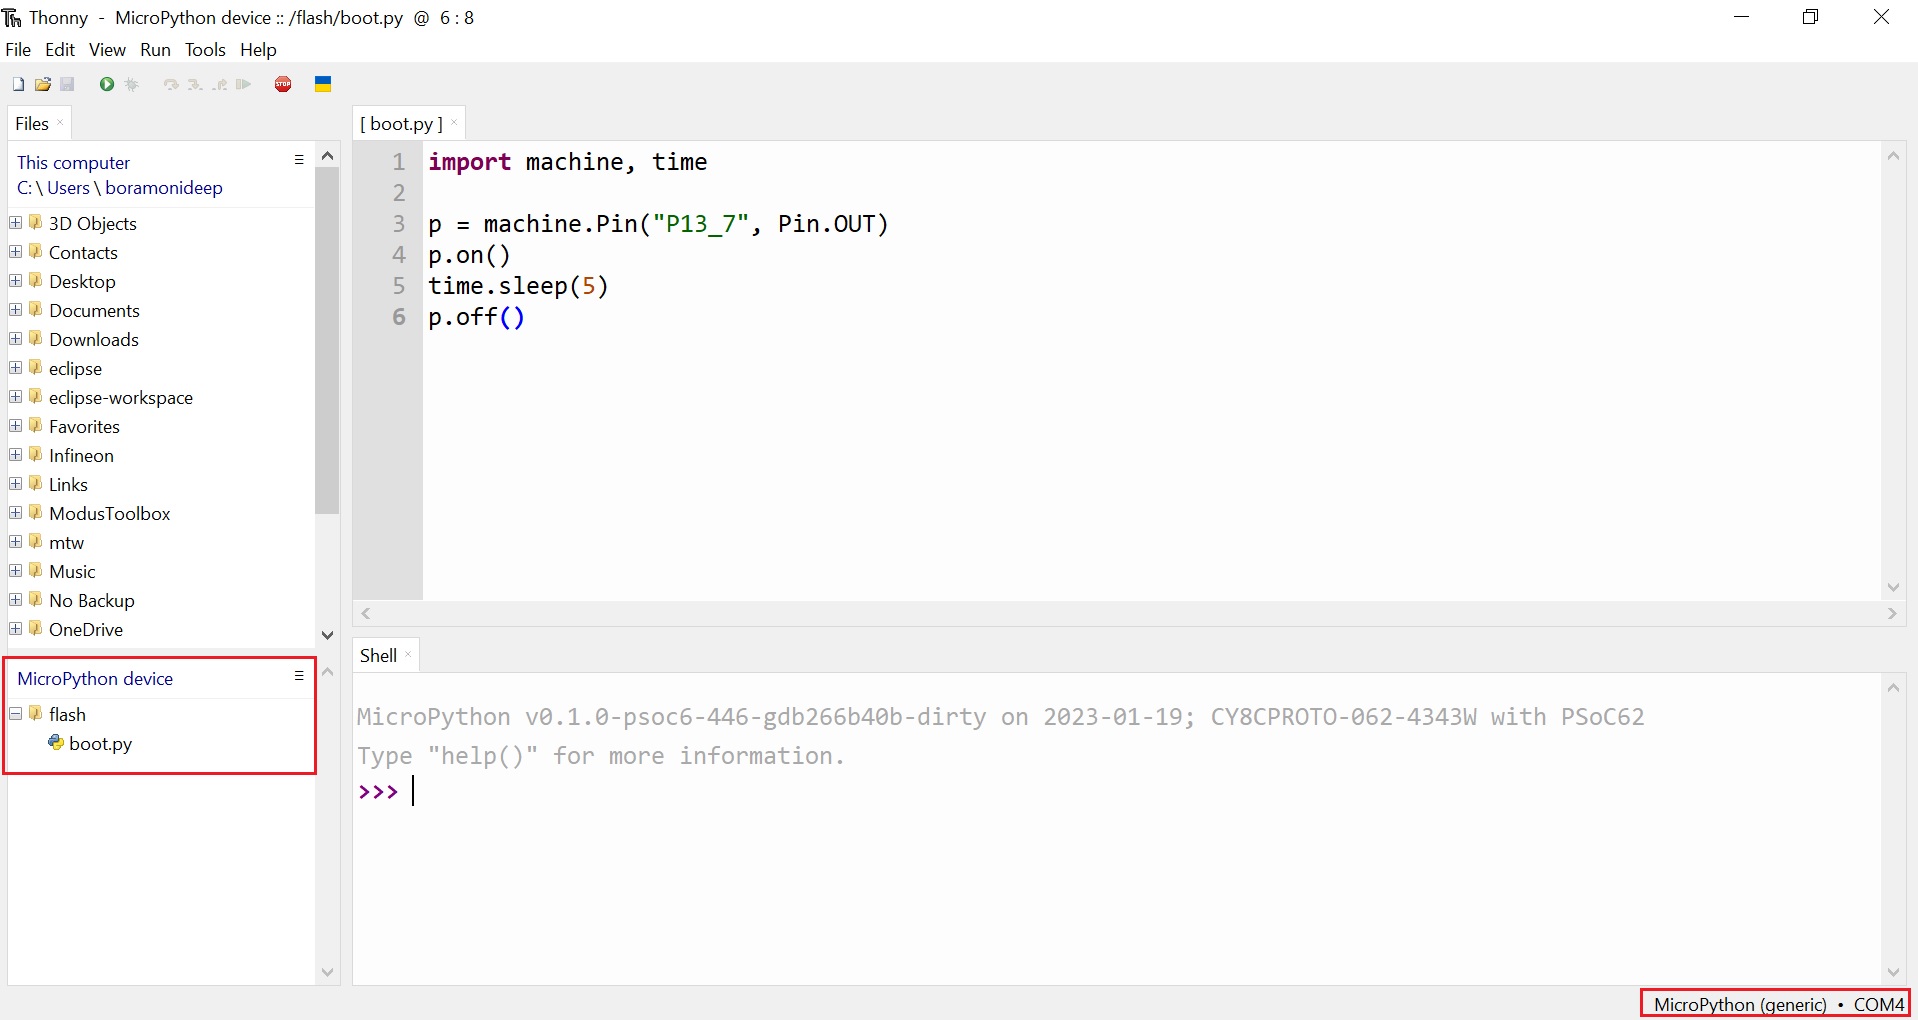 Thonny - MicroPython device :: /flash/boot.py @ 6 : 8
File Edit View Run Tools Help
STOP
Files
[ boot.py ]
This computer
C: \ Users \ boramonideep
3D Objects
Contacts
Desktop
Documents
Downloads
eclipse
eclipse-workspace
Favorites
Infineon
Links
ModusToolbox
mtw
Music
No Backup
OneDrive
MicroPython device
flash
boot.py
1 import machine, time
2
3 p = machine.Pin("P13_7", Pin.OUT)
4 p.on()
5 time.sleep(5)
6 p.off()
Shell
MicroPython v0.1.0-psoc6-446-gdb266b40b-dirty on 2023-01-19; CY8CPROTO-062-4343W with PSoC62
Type "help()" for more information.
>>>
MicroPython (generic) • COM4